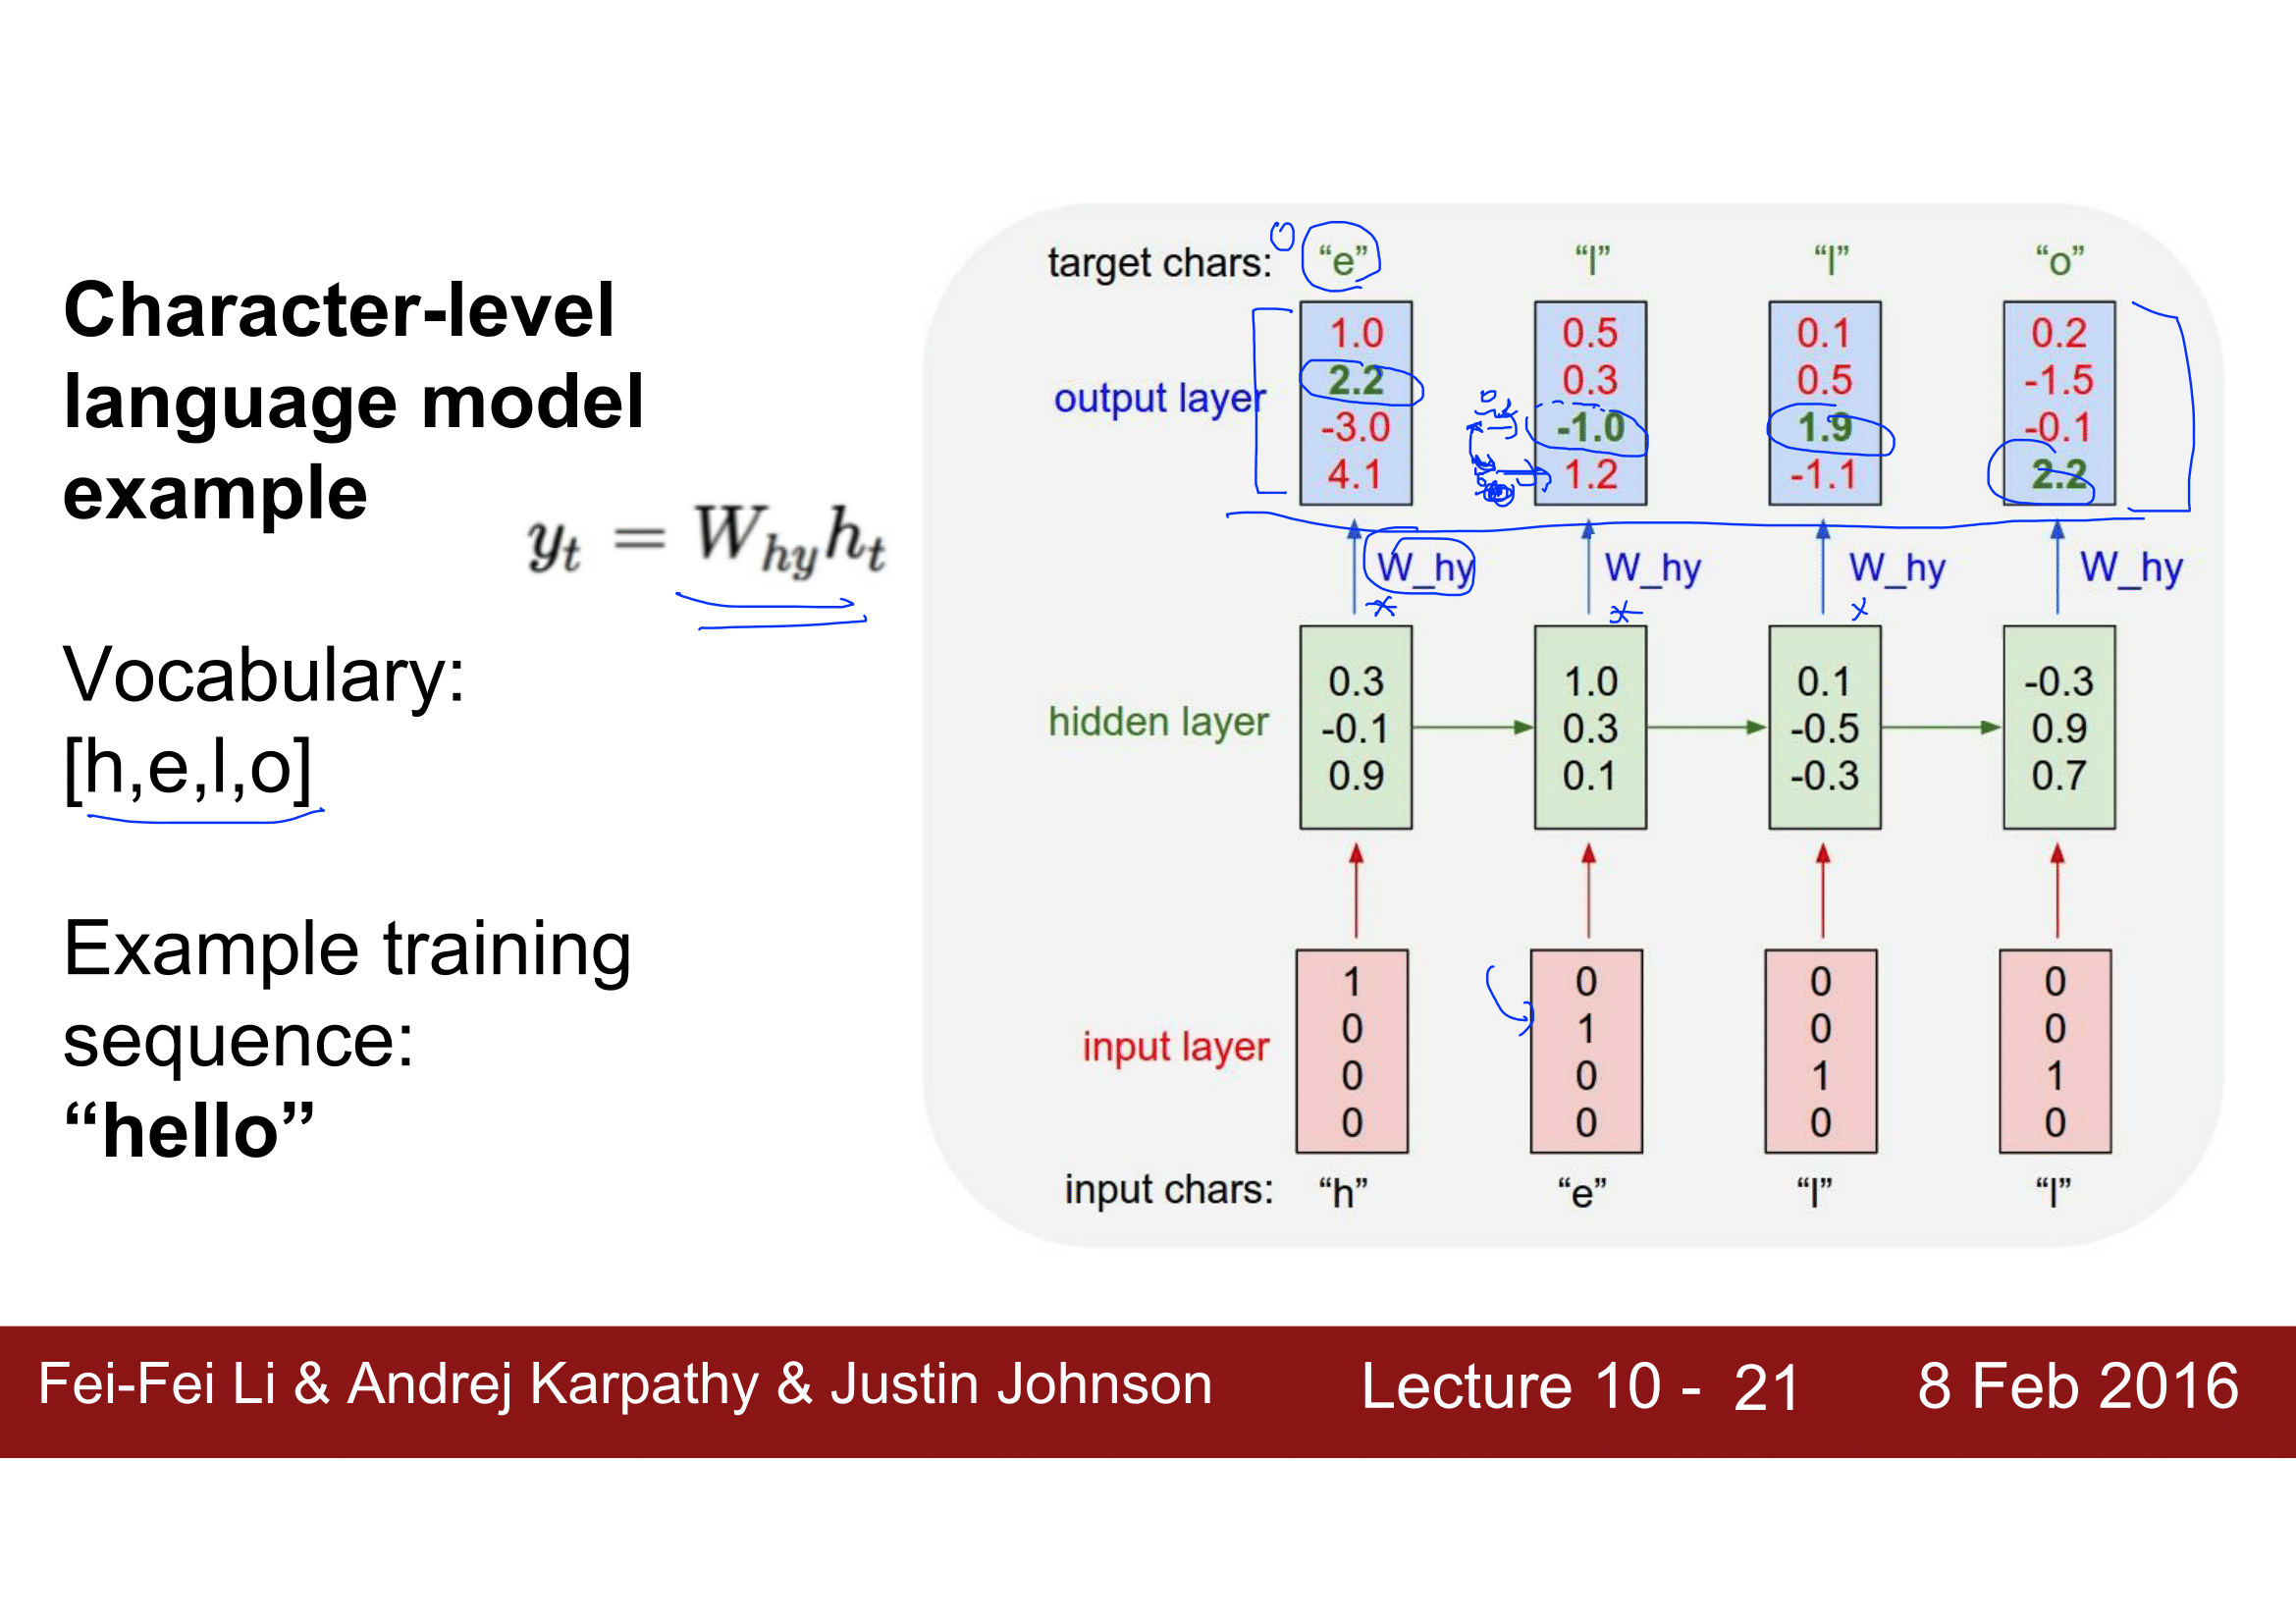 Character-level
language model
example
y_t = W_{hy} h_t
Vocabulary:
[h,e,l,o]
Example training
sequence:
“hello”
target chars: “e” “l” “l” “o”
output layer
1.0 0.5 0.1 0.2
2.2 0.3 0.5 -1.5
-3.0 -1.0 1.9 -0.1
4.1 1.2 -1.1 2.2
W_hy W_hy W_hy W_hy
hidden layer
0.3 1.0 0.1 -0.3
-0.1 0.3 -0.5 0.9
0.9 0.1 -0.3 0.7
input layer
1 0 0 0
0 1 0 0
0 0 1 1
0 0 0 0
input chars: “h” “e” “l” “l”
Fei-Fei Li & Andrej Karpathy & Justin Johnson Lecture 10 - 21 8 Feb 2016